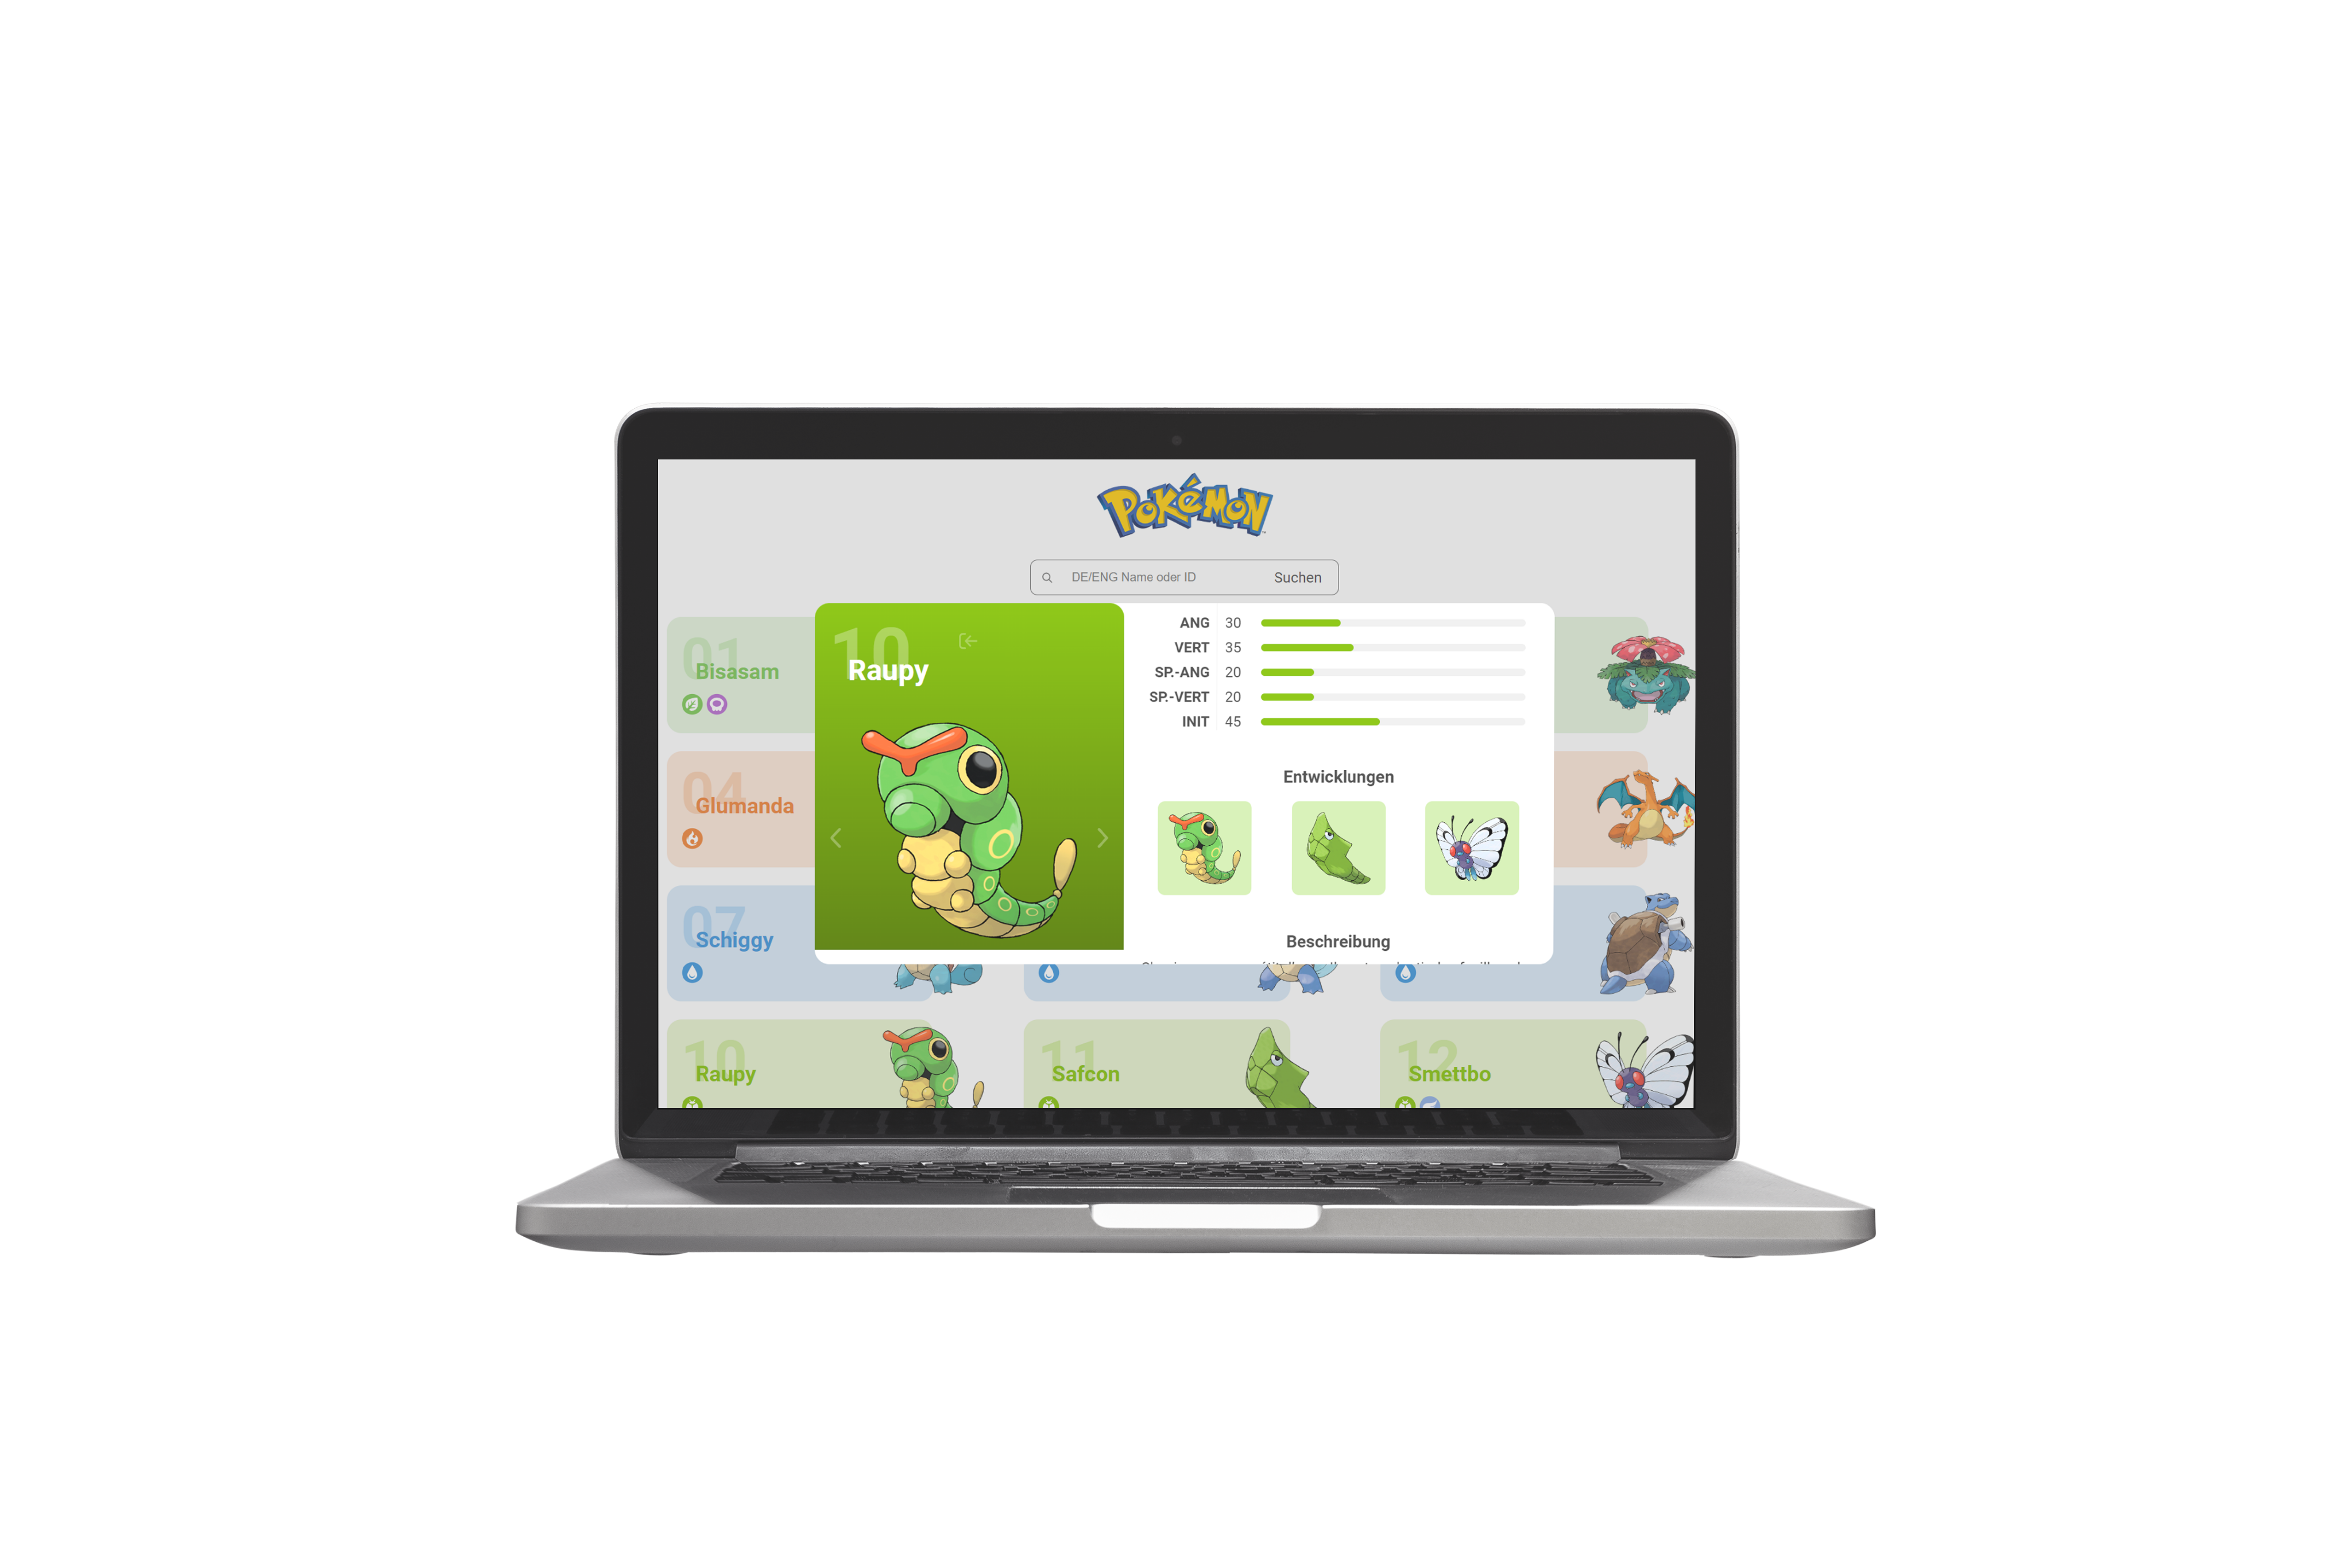 POKÉMON
DE/ENG Name oder ID Suchen
01
Bisasam
04
Glumanda
07
Schiggy
10
Raupy
ANG 30
VERT 35
SP.-ANG 20
SP.-VERT 20
INIT 45
Entwicklungen
Beschreibung
10
Raupy
11
Safcon
12
Smettbo